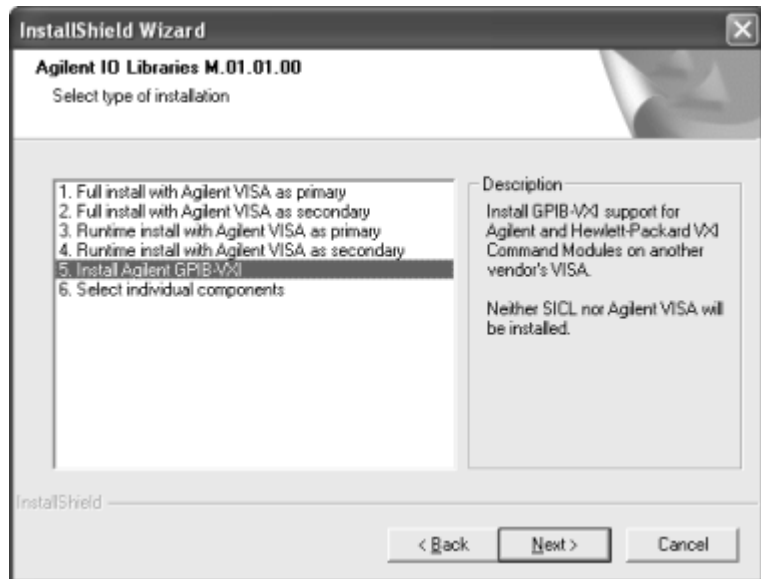 InstallShield Wizard
Agilent IO Libraries M.01.01.00
Select type of installation
1. Full install with Agilent VISA as primary
2. Full install with Agilent VISA as secondary
3. Runtime install with Agilent VISA as primary
4. Runtime install with Agilent VISA as secondary
5. Install Agilent GPIB-VXI
6. Select individual components
Description
Install GPIB-VXI support for
Agilent and Hewlett-Packard VXI
Command Modules on another
vendor's VISA.
Neither SICL nor Agilent VISA will
be installed.
InstallShield
< Back
Next >
Cancel